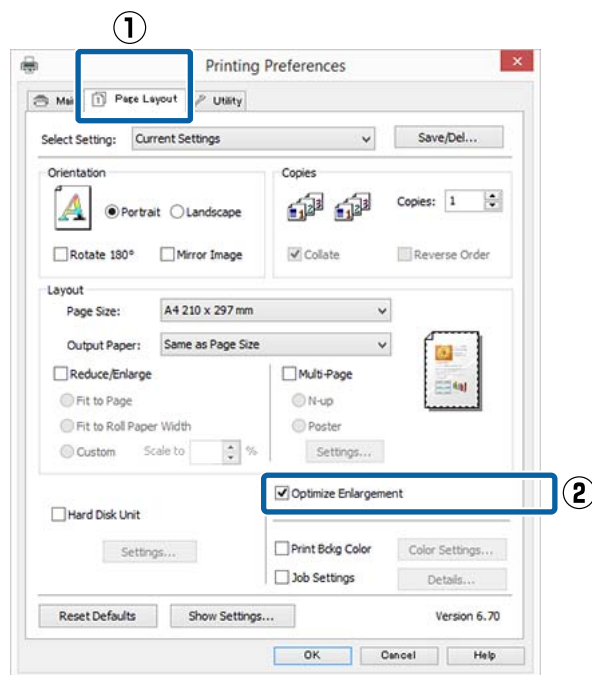 ①
Printing Preferences
Mai Page Layout Utility
Select Setting: Current Settings Save/Del...
Orientation Copies
Portrait Landscape Copies: 1
Rotate 180° Mirror Image Collate Reverse Order
Layout
Page Size: A4 210 x 297 mm
Output Paper: Same as Page Size
Reduce/Enlarge Multi-Page
Fit to Page N-up
Fit to Roll Paper Width Poster
Custom Scale to % Settings...
Optimize Enlargement ②
Hard Disk Unit
Settings... Print Bckg Color Color Settings...
Job Settings Details...
Reset Defaults Show Settings... Version 6.70
OK Cancel Help